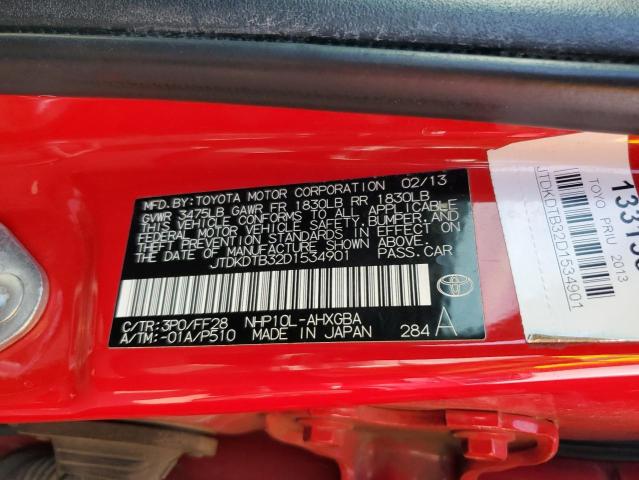 MFD.BY:TOYOTA MOTOR CORPORATION 02/13
GVWR 3475LB GAWR FR 1830LB RR 1830LB
THIS VEHICLE CONFORMS TO ALL APPLICABLE
FEDERAL MOTOR VEHICLE SAFETY, BUMPER, AND
THEFT PREVENTION STANDARDS IN EFFECT ON
THE DATE OF MANUFACTURE SHOWN ABOVE.
JTDKDTB32D1534901 PASS.CAR
C/TR:3P0/FF28 NHP10L-AHXGBA
A/TM:-01A/P510 MADE IN JAPAN 284 A
TOYO PRIU 2013
JTDKDTB32D1534901